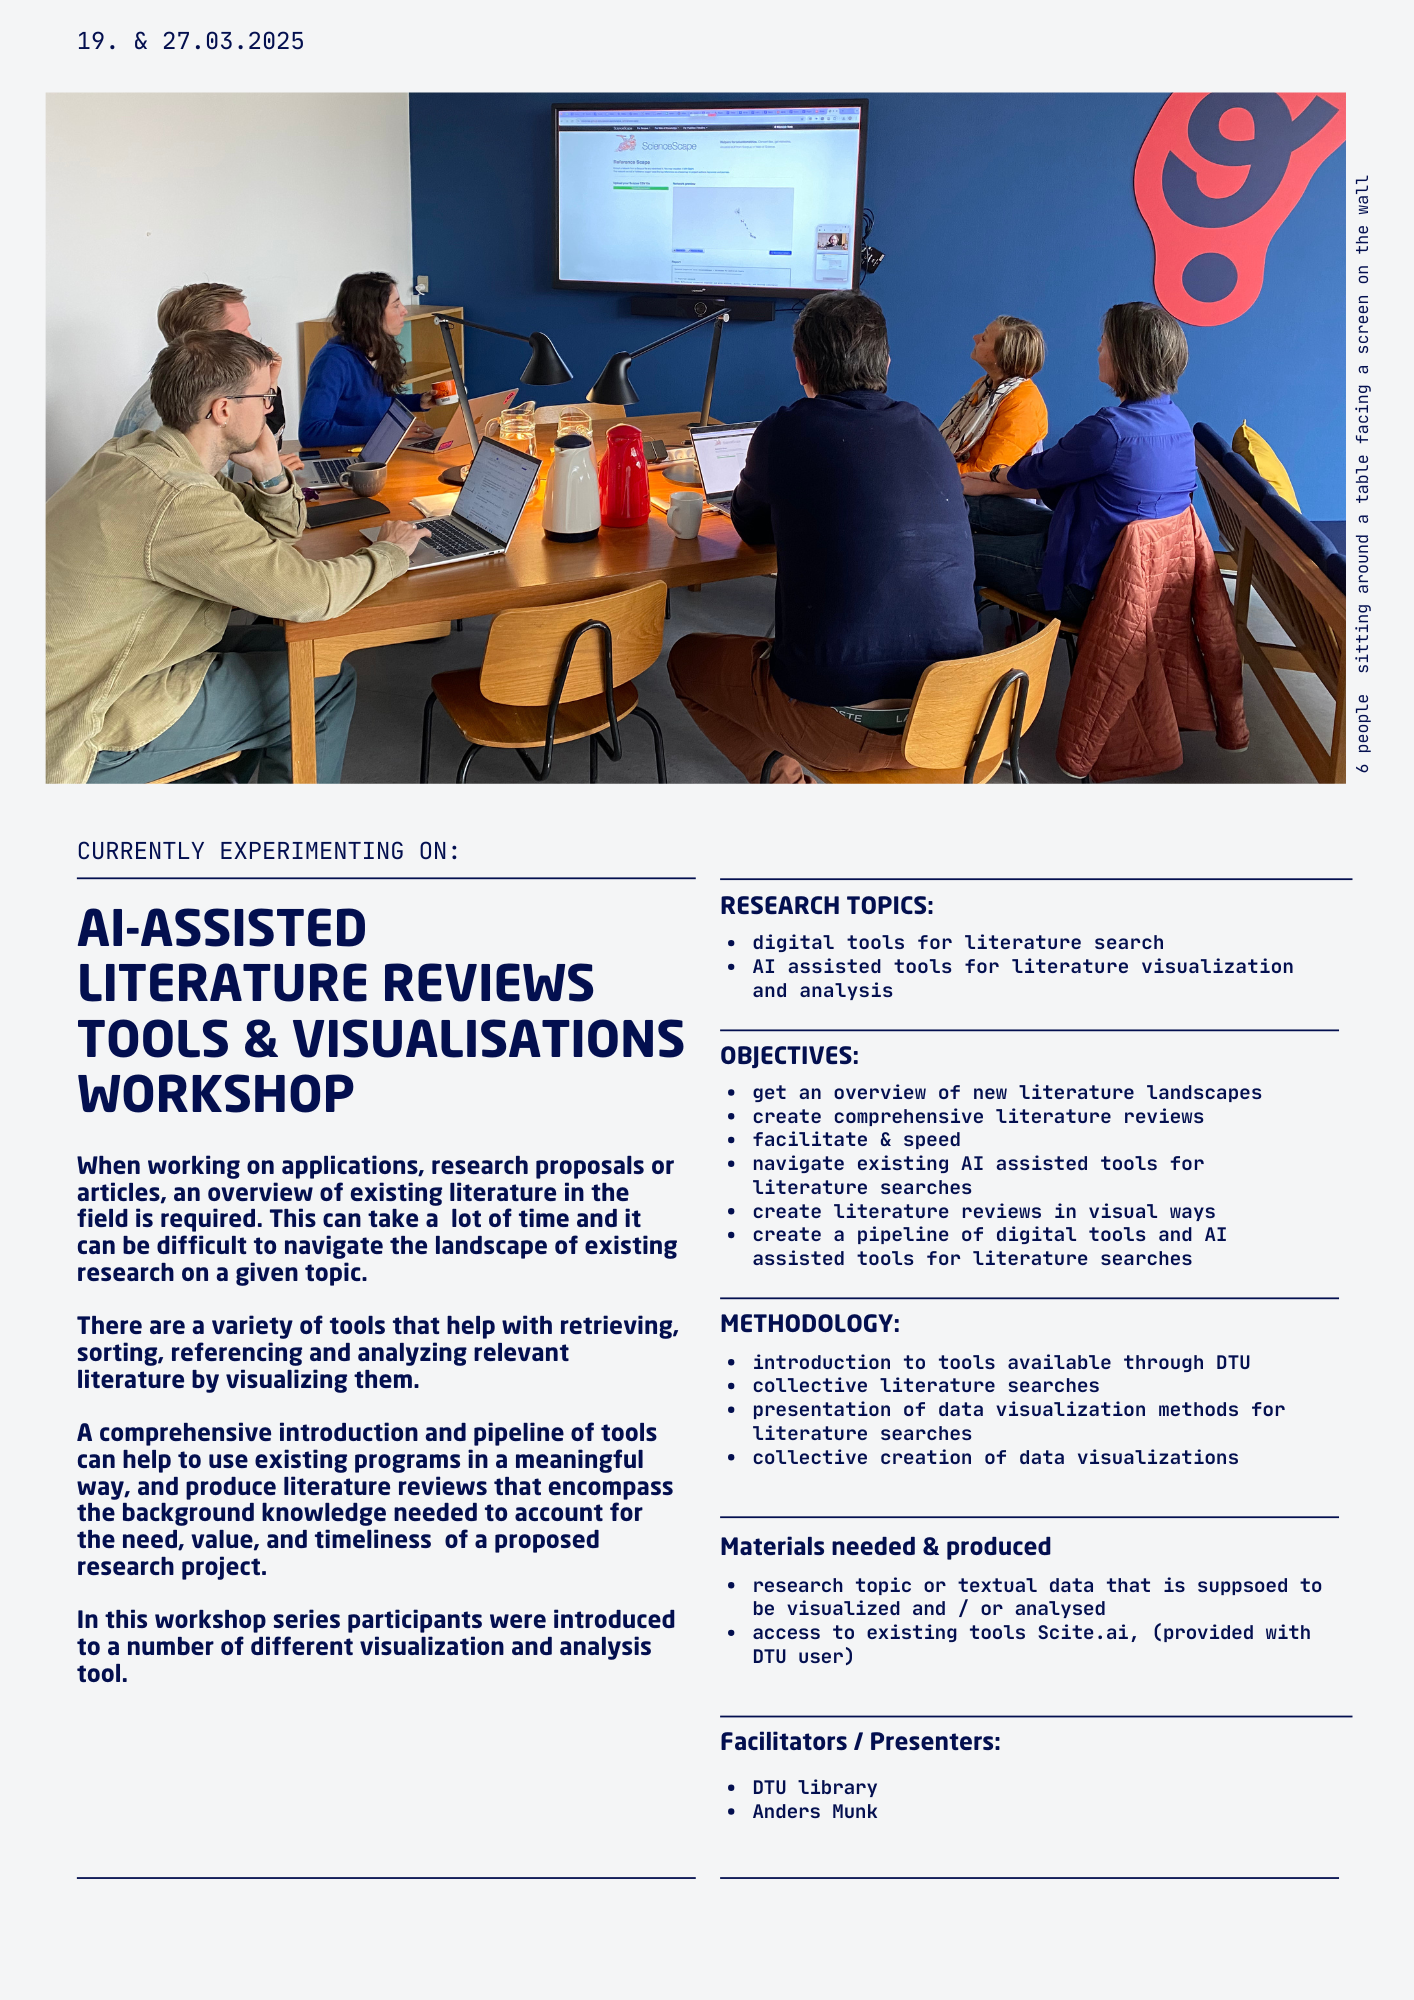 19. & 27.03.2025
ScienceScape
Reference Scape
6 people  sitting around a table facing a screen on the wall
CURRENTLY EXPERIMENTING ON:
AI-ASSISTED
LITERATURE REVIEWS
TOOLS & VISUALISATIONS
WORKSHOP
When working on applications, research proposals or
articles, an overview of existing literature in the
field is required. This can take a  lot of time and it
can be difficult to navigate the landscape of existing
research on a given topic.
There are a variety of tools that help with retrieving,
sorting, referencing and analyzing relevant
literature by visualizing them.
A comprehensive introduction and pipeline of tools
can help to use existing programs in a meaningful
way, and produce literature reviews that encompass
the background knowledge needed to account for
the need, value, and timeliness  of a proposed
research project.
In this workshop series participants were introduced
to a number of different visualization and analysis
tool.
RESEARCH TOPICS:
• digital tools for literature search
• AI assisted tools for literature visualization
and analysis
OBJECTIVES:
• get an overview of new literature landscapes
• create comprehensive literature reviews
• facilitate & speed
• navigate existing AI assisted tools for
literature searches
• create literature reviews in visual ways
• create a pipeline of digital tools and AI
assisted tools for literature searches
METHODOLOGY:
• introduction to tools available through DTU
• collective literature searches
• presentation of data visualization methods for
literature searches
• collective creation of data visualizations
Materials needed & produced
• research topic or textual data that is suppsoed to
be visualized and / or analysed
• access to existing tools Scite.ai, (provided with
DTU user)
Facilitators / Presenters:
• DTU library
• Anders Munk